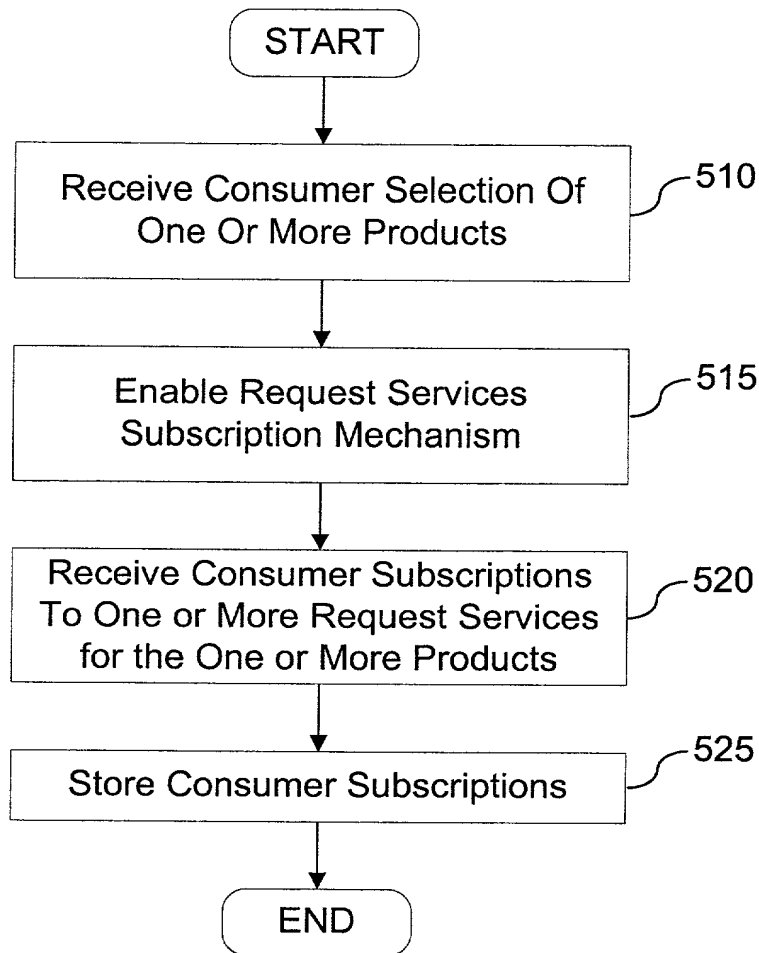 START
Receive Consumer Selection Of
One Or More Products
510
Enable Request Services
Subscription Mechanism
515
Receive Consumer Subscriptions
To One or More Request Services
for the One or More Products
520
Store Consumer Subscriptions
525
END